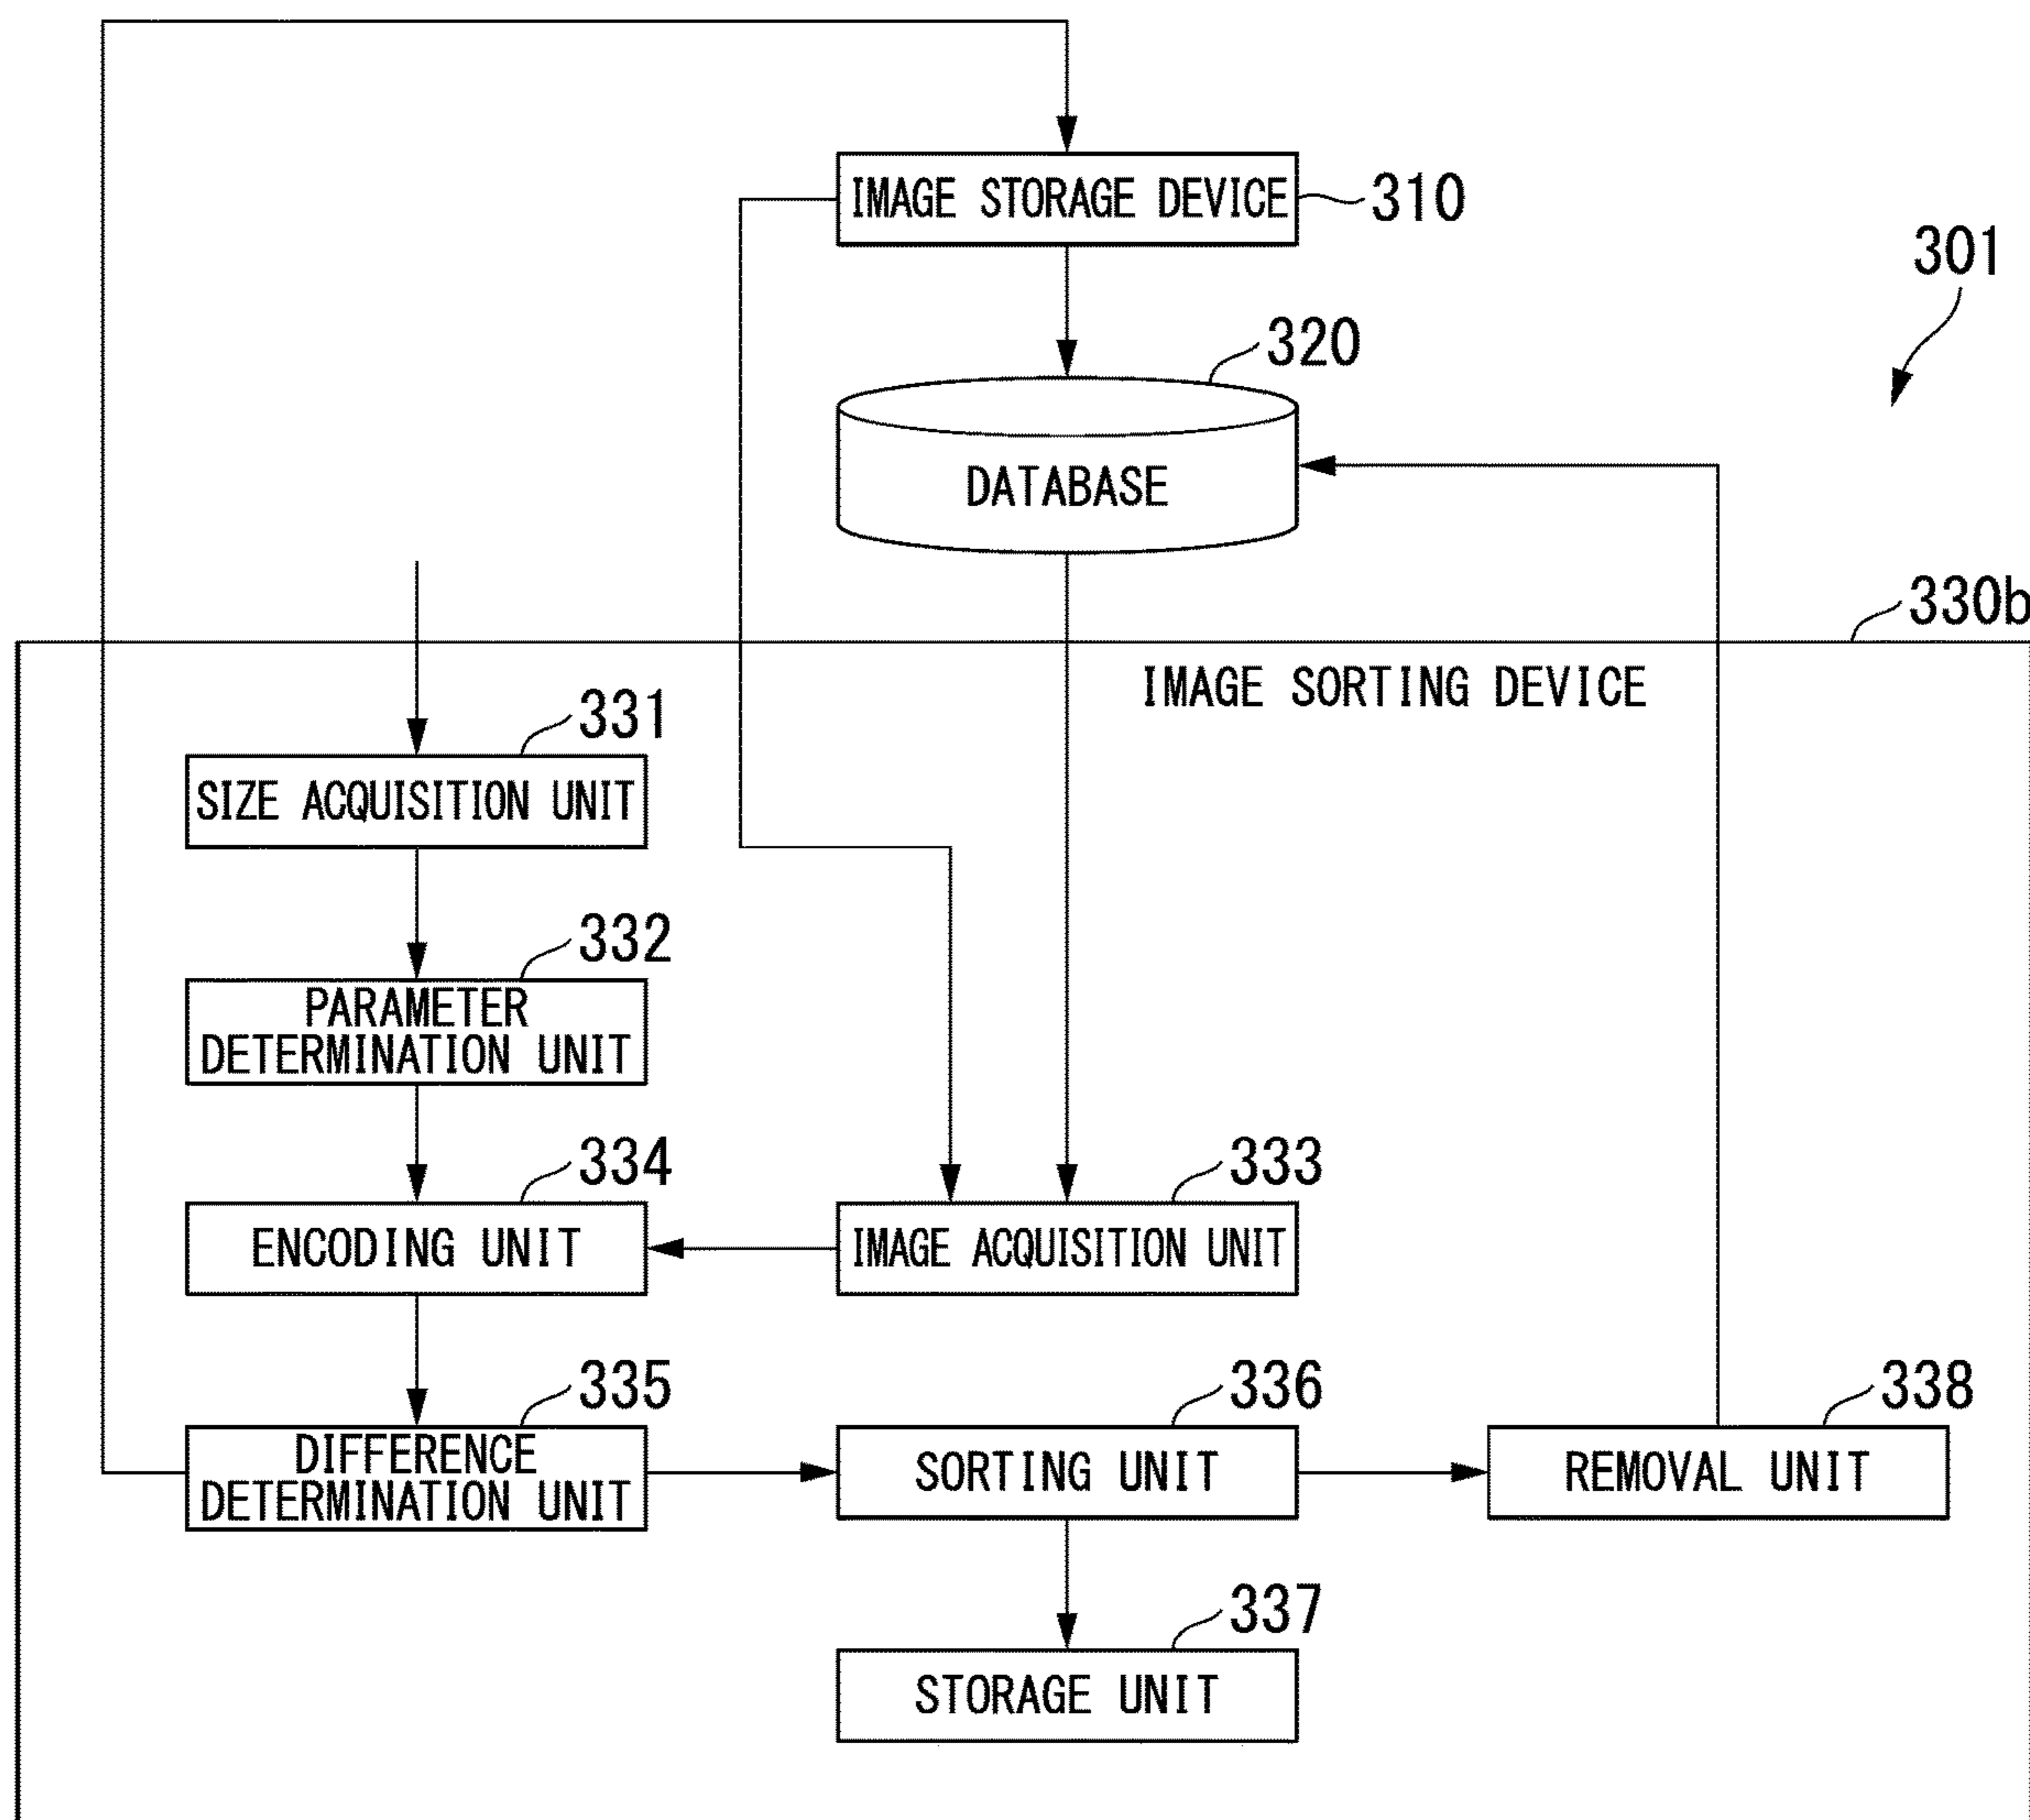 IMAGE STORAGE DEVICE
310
301
320
DATABASE
330b
IMAGE SORTING DEVICE
331
SIZE ACQUISITION UNIT
332
PARAMETER
DETERMINATION UNIT
334
ENCODING UNIT
333
IMAGE ACQUISITION UNIT
335
DIFFERENCE
DETERMINATION UNIT
336
SORTING UNIT
338
REMOVAL UNIT
337
STORAGE UNIT